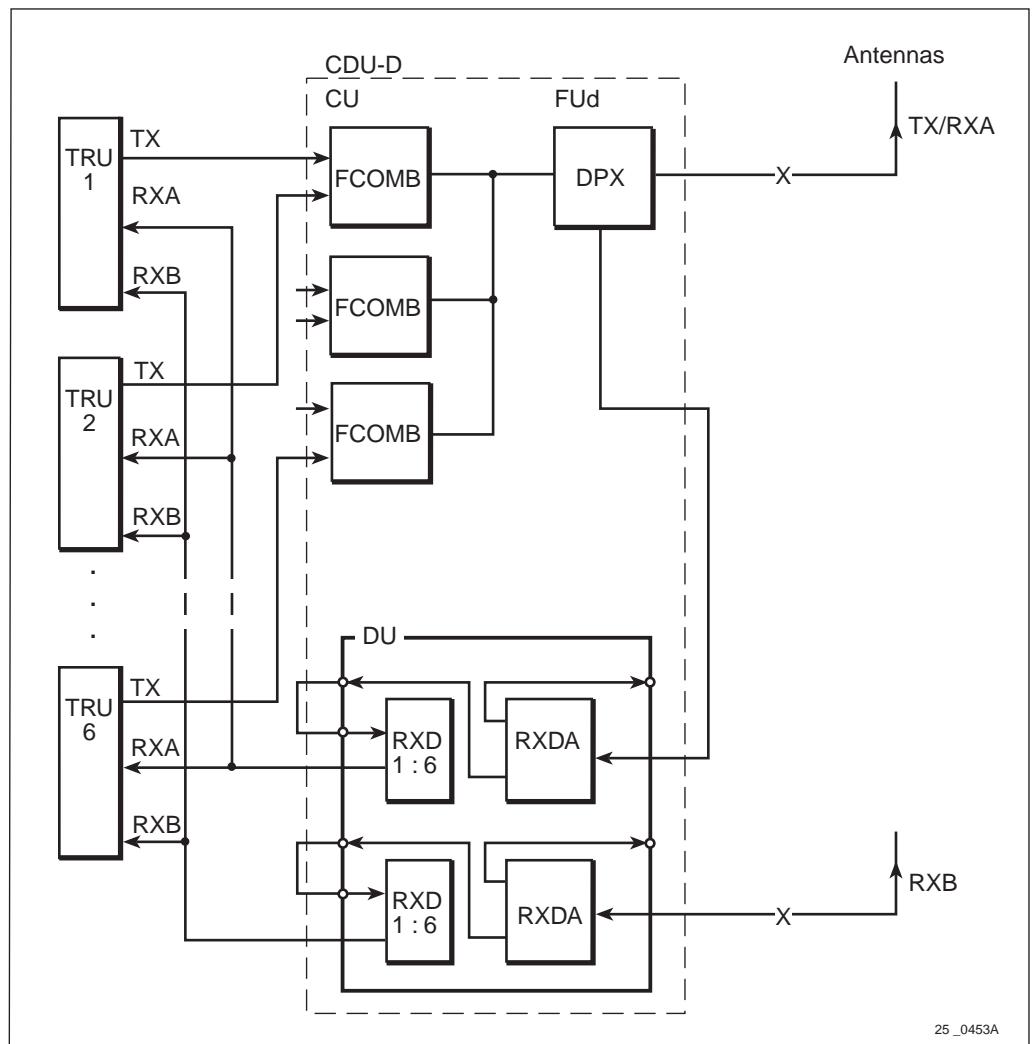 CDU-D
CU
FUd
Antennas
TRU
1
TX
RXA
RXB
FCOMB
DPX
X
TX/RXA
FCOMB
TRU
2
TX
RXA
RXB
FCOMB
.
.
.
DU
TRU
6
TX
RXA
RXB
RXD
1 : 6
RXDA
RXD
1 : 6
RXDA
X
RXB
25 _0453A